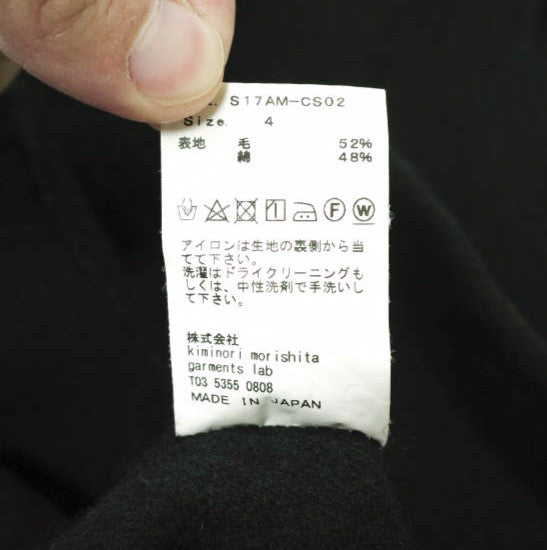 S17AM-CS02
Size 4
表地 毛 52%
綿 48%
F W
アイロンは生地の裏側から当
てて下さい。
洗濯はドライクリーニングも
しくは、中性洗剤で手洗いし
て下さい。
株式会社
kiminori morishita
garments lab
T03 5355 0808
MADE IN JAPAN